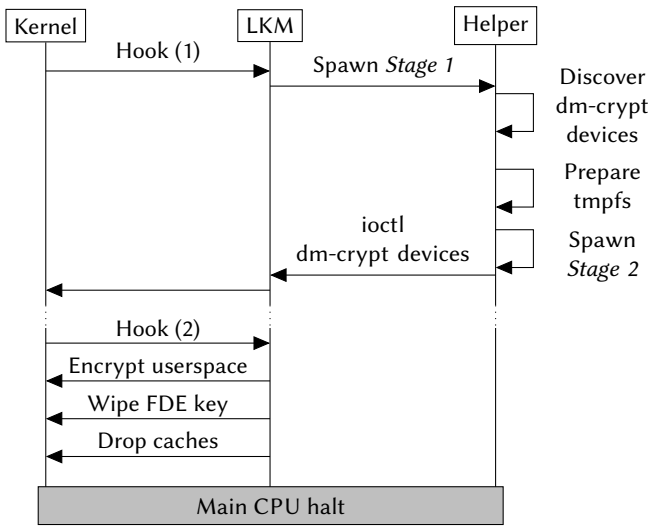 Kernel
LKM
Helper
Hook (1)
Spawn Stage 1
Discover
dm-crypt
devices
Prepare
tmpfs
ioctl
dm-crypt devices
Spawn
Stage 2
Hook (2)
Encrypt userspace
Wipe FDE key
Drop caches
Main CPU halt